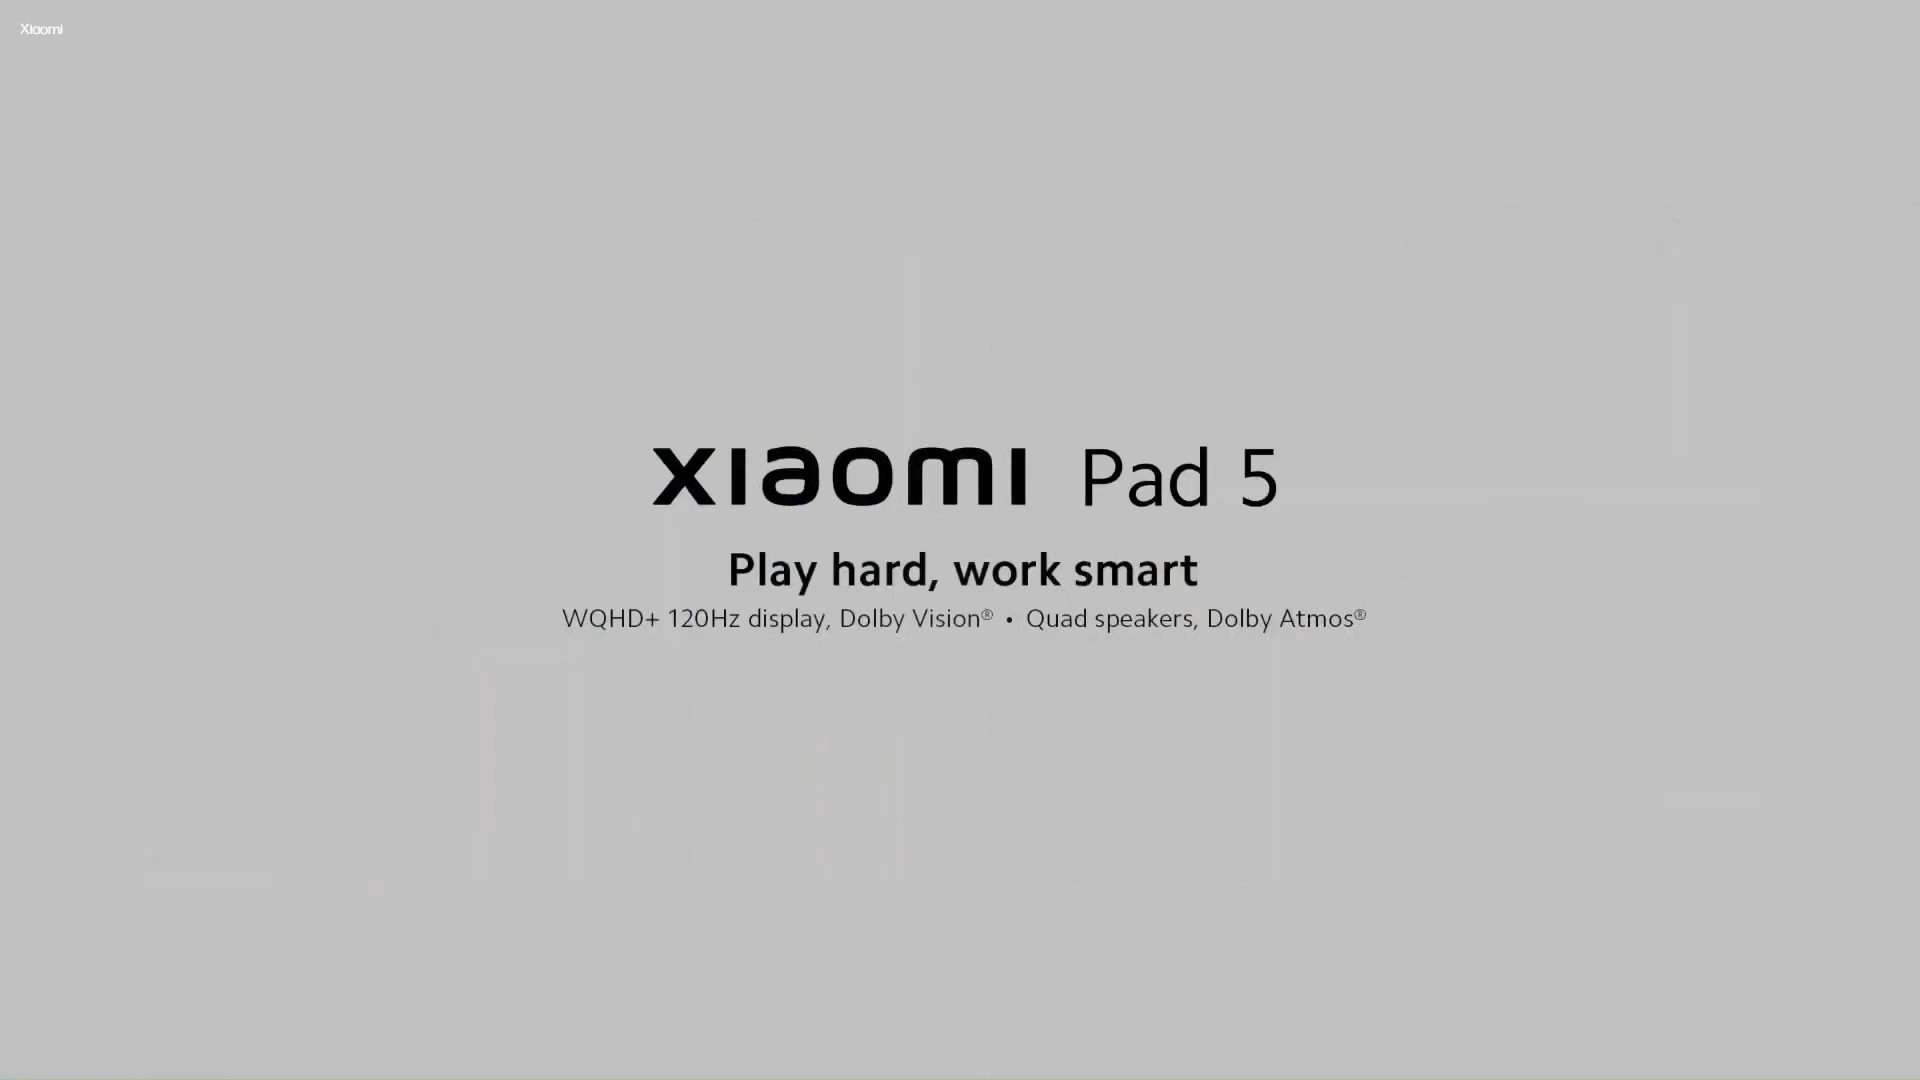 Xiaomi
xiaomi Pad 5
Play hard, work smart
WQHD+ 120Hz display, Dolby Vision® • Quad speakers, Dolby Atmos®